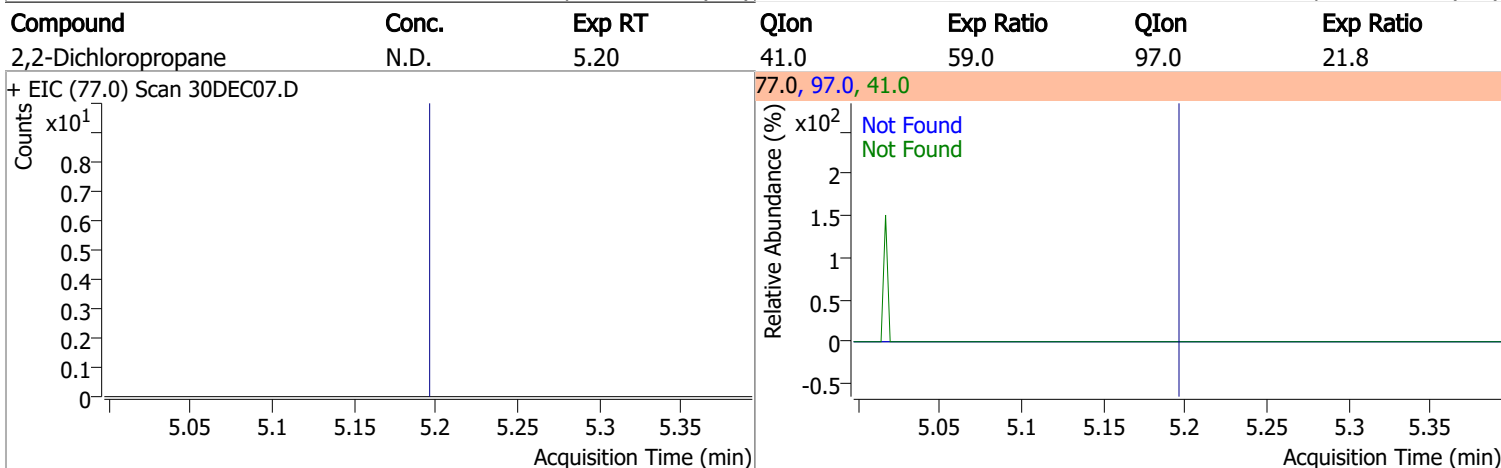 Compound Conc. Exp RT QIon Exp Ratio QIon Exp Ratio
2,2-Dichloropropane N.D. 5.20 41.0 59.0 97.0 21.8
+ EIC (77.0) Scan 30DEC07.D
Counts
x10¹
0.8
0.7
0.6
0.5
0.4
0.3
0.2
0.1
0
5.05 5.1 5.15 5.2 5.25 5.3 5.35
Acquisition Time (min)
77.0, 97.0, 41.0
Relative Abundance (%)
x10²
Not Found
Not Found
2
1.5
1
0.5
0
-0.5
5.05 5.1 5.15 5.2 5.25 5.3 5.35
Acquisition Time (min)